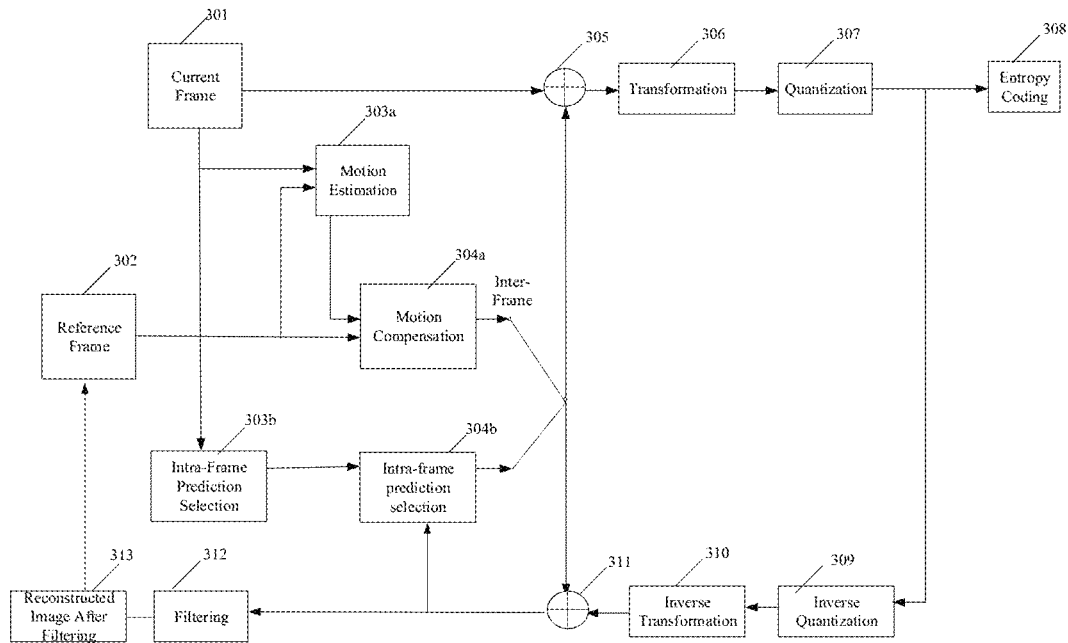 301
Current
Frame
305
306
Transformation
307
Quantization
308
Entropy
Coding
303a
Motion
Estimation
302
Reference
Frame
304a
Motion
Compensation
Inter-
Frame
303b
Intra-Frame
Prediction
Selection
304b
Intra-frame
prediction
selection
313
Reconstructed
Image After
Filtering
312
Filtering
311
310
Inverse
Transformation
309
Inverse
Quantization